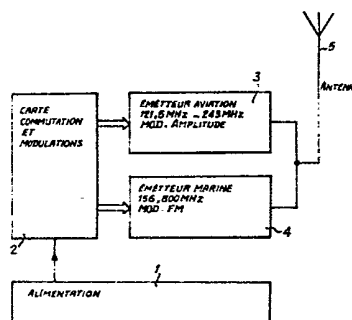 5
ANTENNE
3
CARTE
COMMUTATION
ET
MODULATIONS
2
ÉMETTEUR AVIATION
121,5MHz - 243MHz
MOD. AMPLITUDE
ÉMETTEUR MARINE
156,800MHz
MOD. FM
4
1
ALIMENTATION